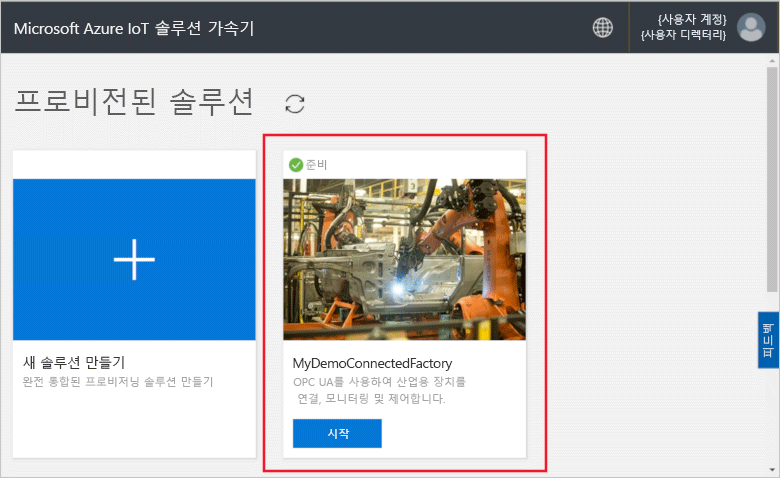 Microsoft Azure IoT 솔루션 가속기
{사용자 계정}
{사용자 디렉터리}
프로비전된 솔루션
준비
새 솔루션 만들기
완전 통합된 프로비저닝 솔루션 만들기
MyDemoConnectedFactory
OPC UA를 사용하여 산업용 장치를
연결, 모니터링 및 제어합니다.
시작
피드백